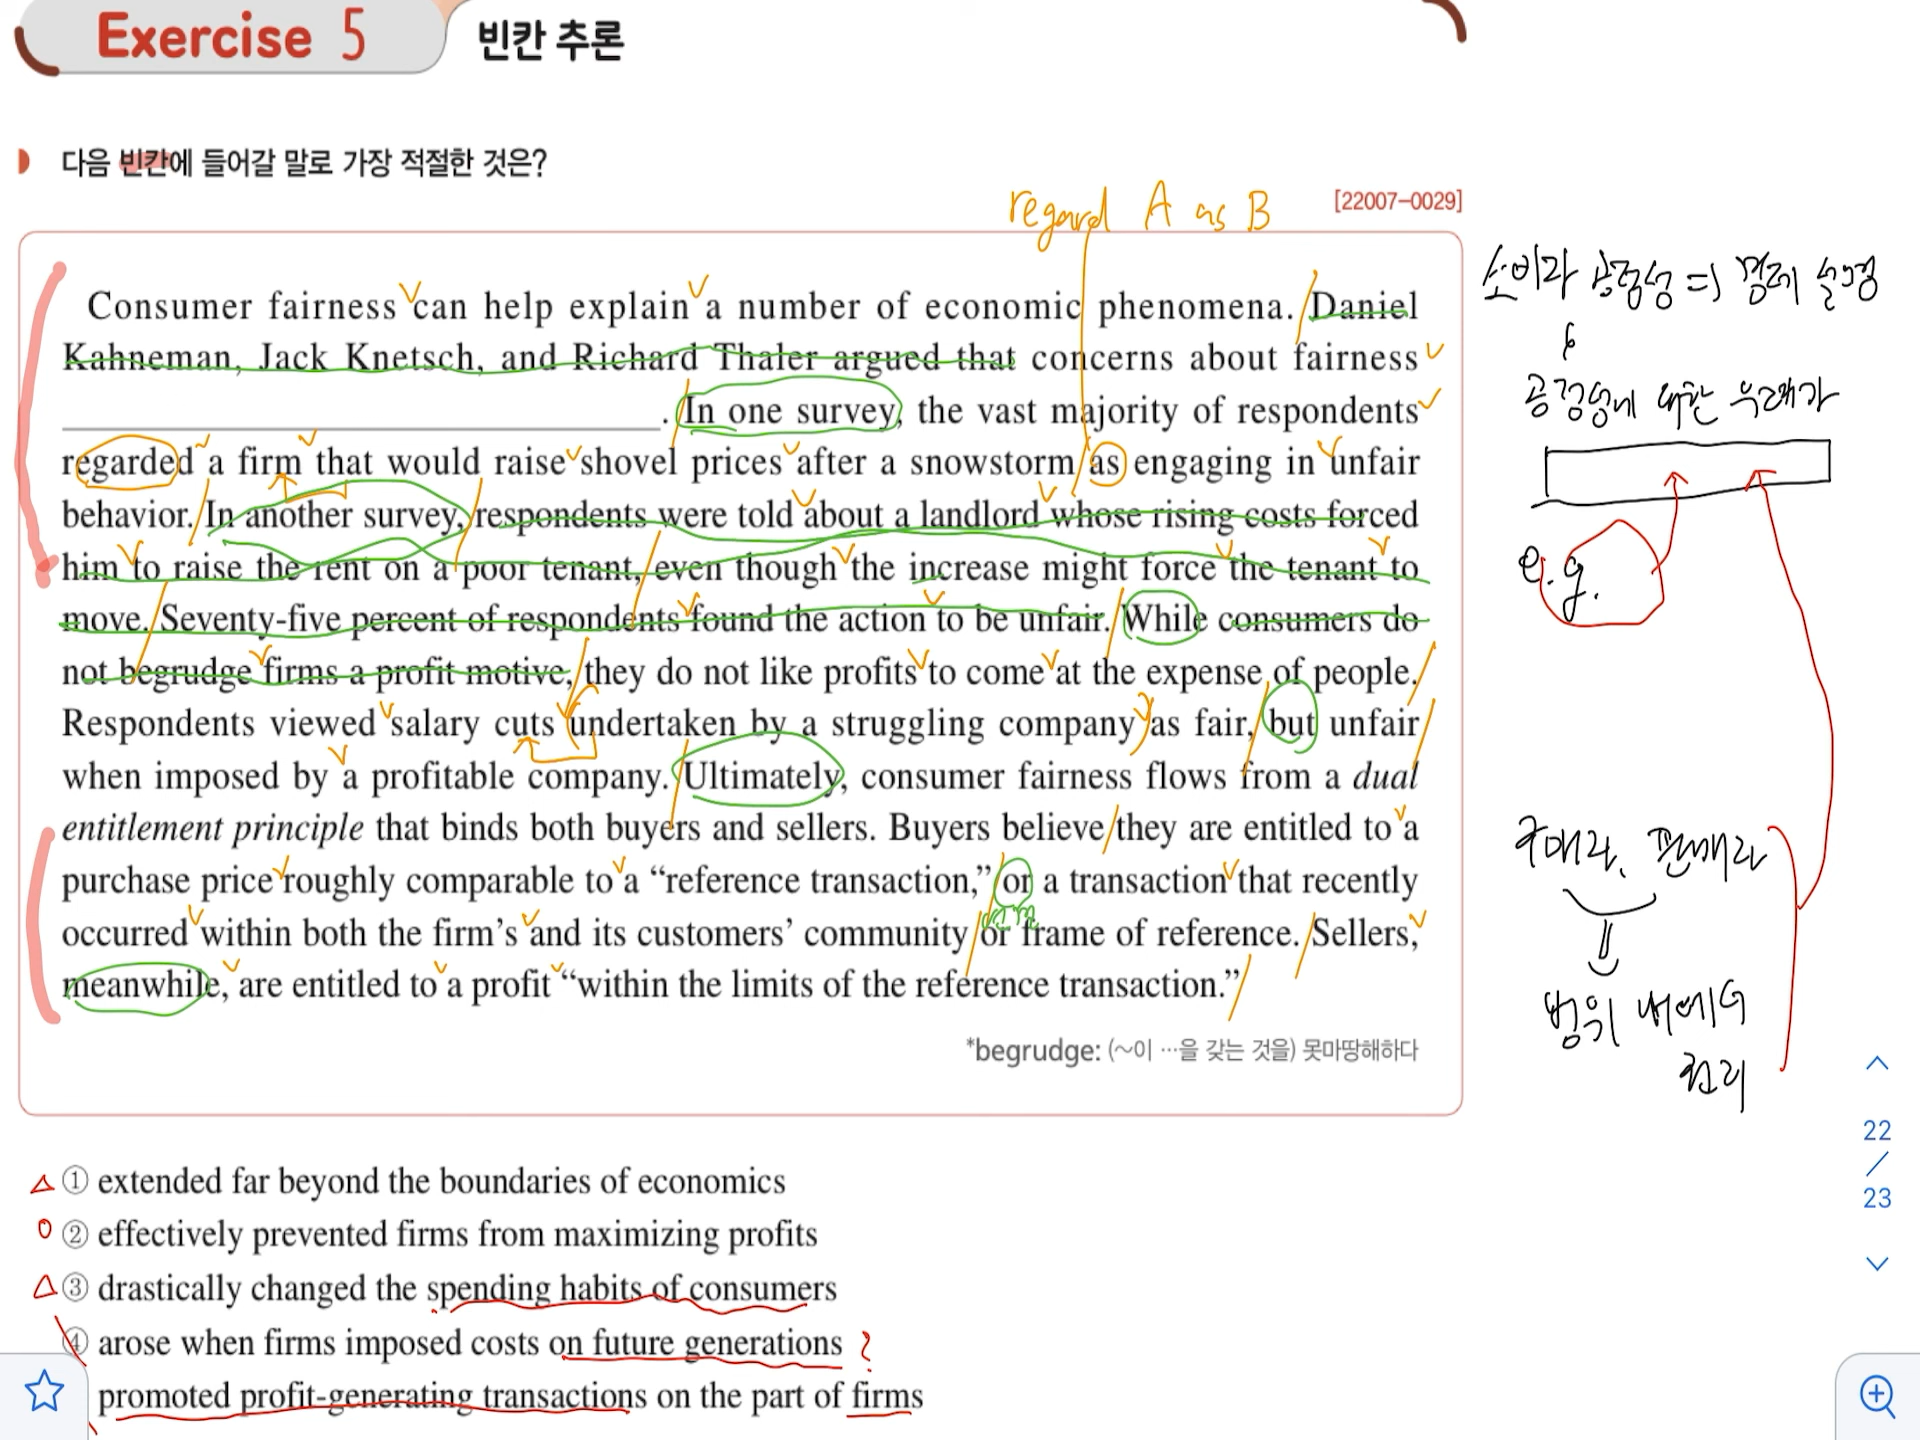 Exercise 5
빈칸 추론
다음 빈칸에 들어갈 말로 가장 적절한 것은?
[22007-0029]
regard A as B
Consumer fairness can help explain a number of economic phenomena. Daniel
Kahneman, Jack Knetsch, and Richard Thaler argued that concerns about fairness
. In one survey, the vast majority of respondents
regarded a firm that would raise shovel prices after a snowstorm as engaging in unfair
behavior. In another survey, respondents were told about a landlord whose rising costs forced
him to raise the rent on a poor tenant, even though the increase might force the tenant to
move. Seventy-five percent of respondents found the action to be unfair. While consumers do
not begrudge firms a profit motive, they do not like profits to come at the expense of people.
Respondents viewed salary cuts undertaken by a struggling company as fair, but unfair
when imposed by a profitable company. Ultimately, consumer fairness flows from a dual
entitlement principle that binds both buyers and sellers. Buyers believe they are entitled to a
purchase price roughly comparable to a “reference transaction,” or a transaction that recently
occurred within both the firm’s and its customers’ community or frame of reference. Sellers,
meanwhile, are entitled to a profit “within the limits of the reference transaction.”
*begrudge: (~이 …을 갖는 것을) 못마땅해하다
소비자 공정성 ⇒ 경제 설명
공정성에 대한 우려가
e.g.
구매자, 판매자
⇓
범위 내에서
권리
① extended far beyond the boundaries of economics
② effectively prevented firms from maximizing profits
③ drastically changed the spending habits of consumers
④ arose when firms imposed costs on future generations ?
promoted profit-generating transactions on the part of firms
22
/
23